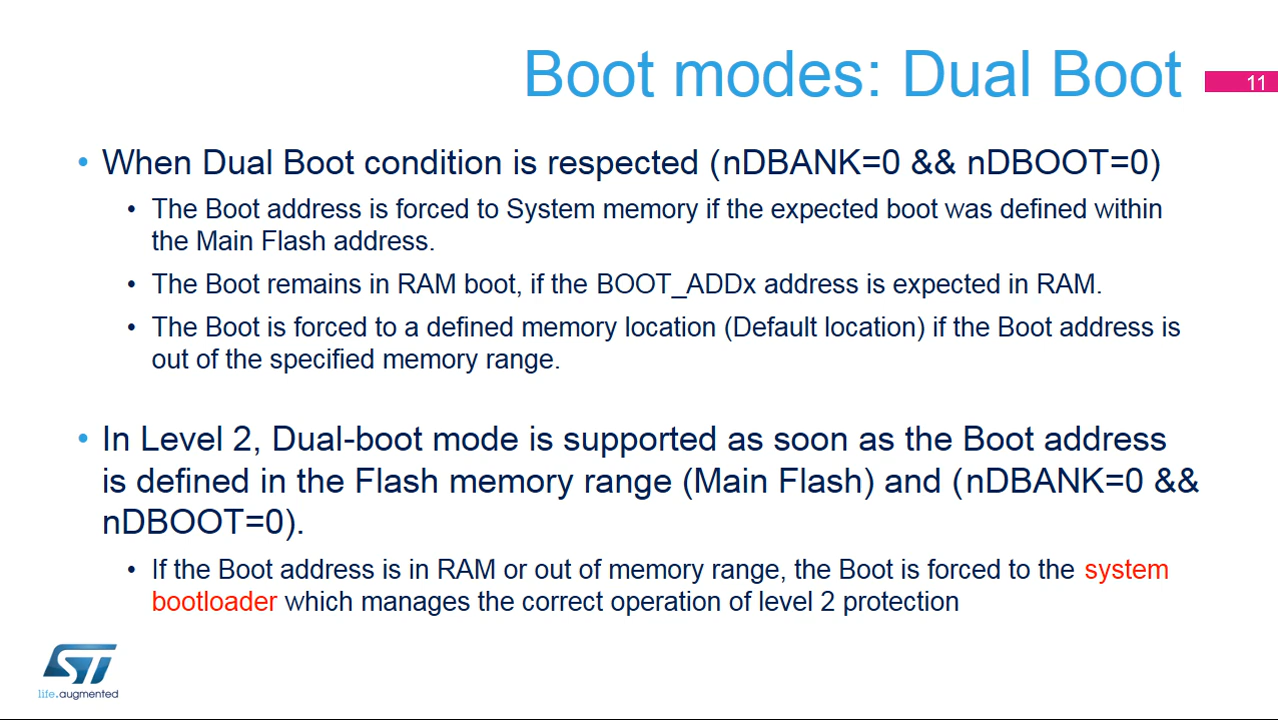 Boot modes: Dual Boot
11
• When Dual Boot condition is respected (nDBANK=0 && nDBOOT=0)
• The Boot address is forced to System memory if the expected boot was defined within
the Main Flash address.
• The Boot remains in RAM boot, if the BOOT_ADDx address is expected in RAM.
• The Boot is forced to a defined memory location (Default location) if the Boot address is
out of the specified memory range.
• In Level 2, Dual-boot mode is supported as soon as the Boot address
is defined in the Flash memory range (Main Flash) and (nDBANK=0 &&
nDBOOT=0).
• If the Boot address is in RAM or out of memory range, the Boot is forced to the system
bootloader which manages the correct operation of level 2 protection
ST
life.augmented